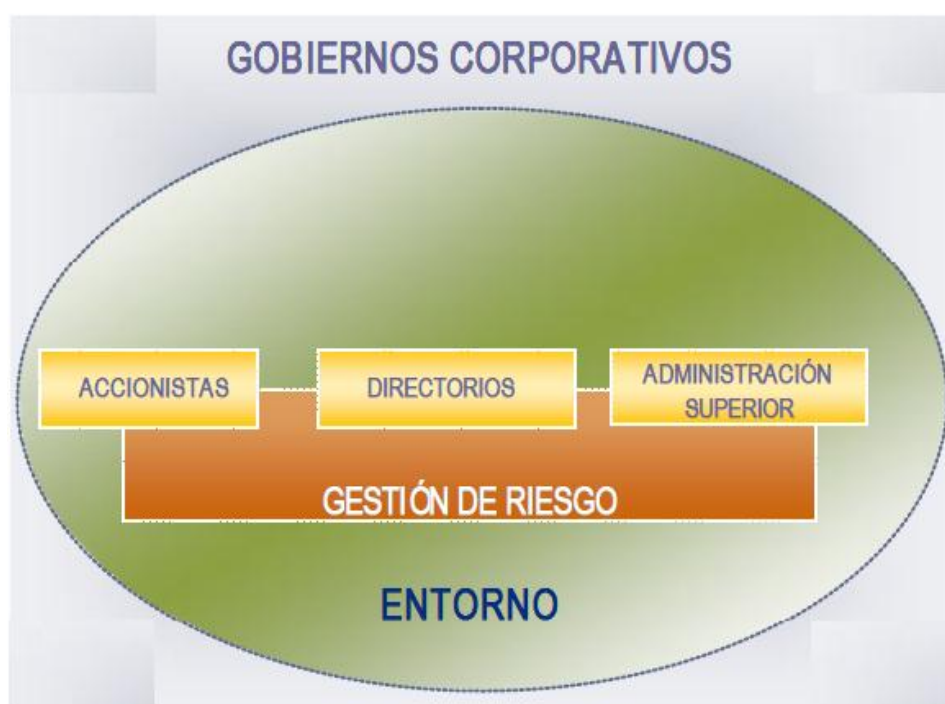 GOBIERNOS CORPORATIVOS
ACCIONISTAS
DIRECTORIOS
ADMINISTRACIÓN
SUPERIOR
GESTIÓN DE RIESGO
ENTORNO